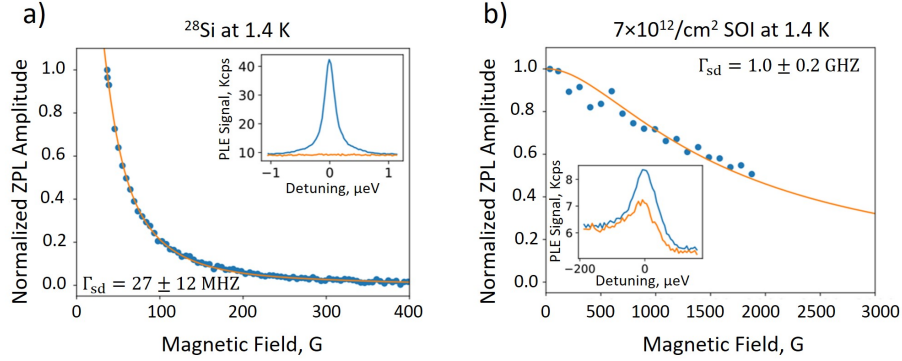 a)
²⁸Si at 1.4 K
Normalized ZPL Amplitude
1.0
0.8
0.6
0.4
0.2
0.0
0
100
200
300
400
Magnetic Field, G
Γsd = 27 ± 12 MHZ
PLE Signal, Kcps
40
30
20
10
−1
0
1
Detuning, µeV
b)
7×10¹²/cm² SOI at 1.4 K
Normalized ZPL Amplitude
1.0
0.8
0.6
0.4
0.2
0.0
0
500
1000
1500
2000
2500
3000
Magnetic Field, G
Γsd = 1.0 ± 0.2 GHZ
PLE Signal, Kcps
8
7
6
−200
0
Detuning, µeV